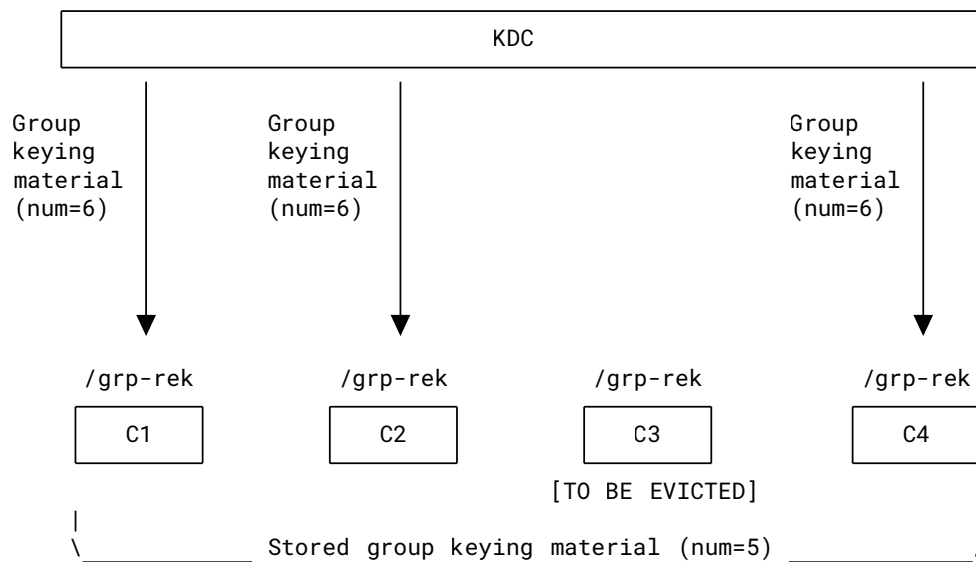 KDC
Group
keying
material
(num=6)
Group
keying
material
(num=6)
Group
keying
material
(num=6)
/grp-rek
/grp-rek
/grp-rek
/grp-rek
C1
C2
C3
C4
[TO BE EVICTED]
Stored group keying material (num=5)